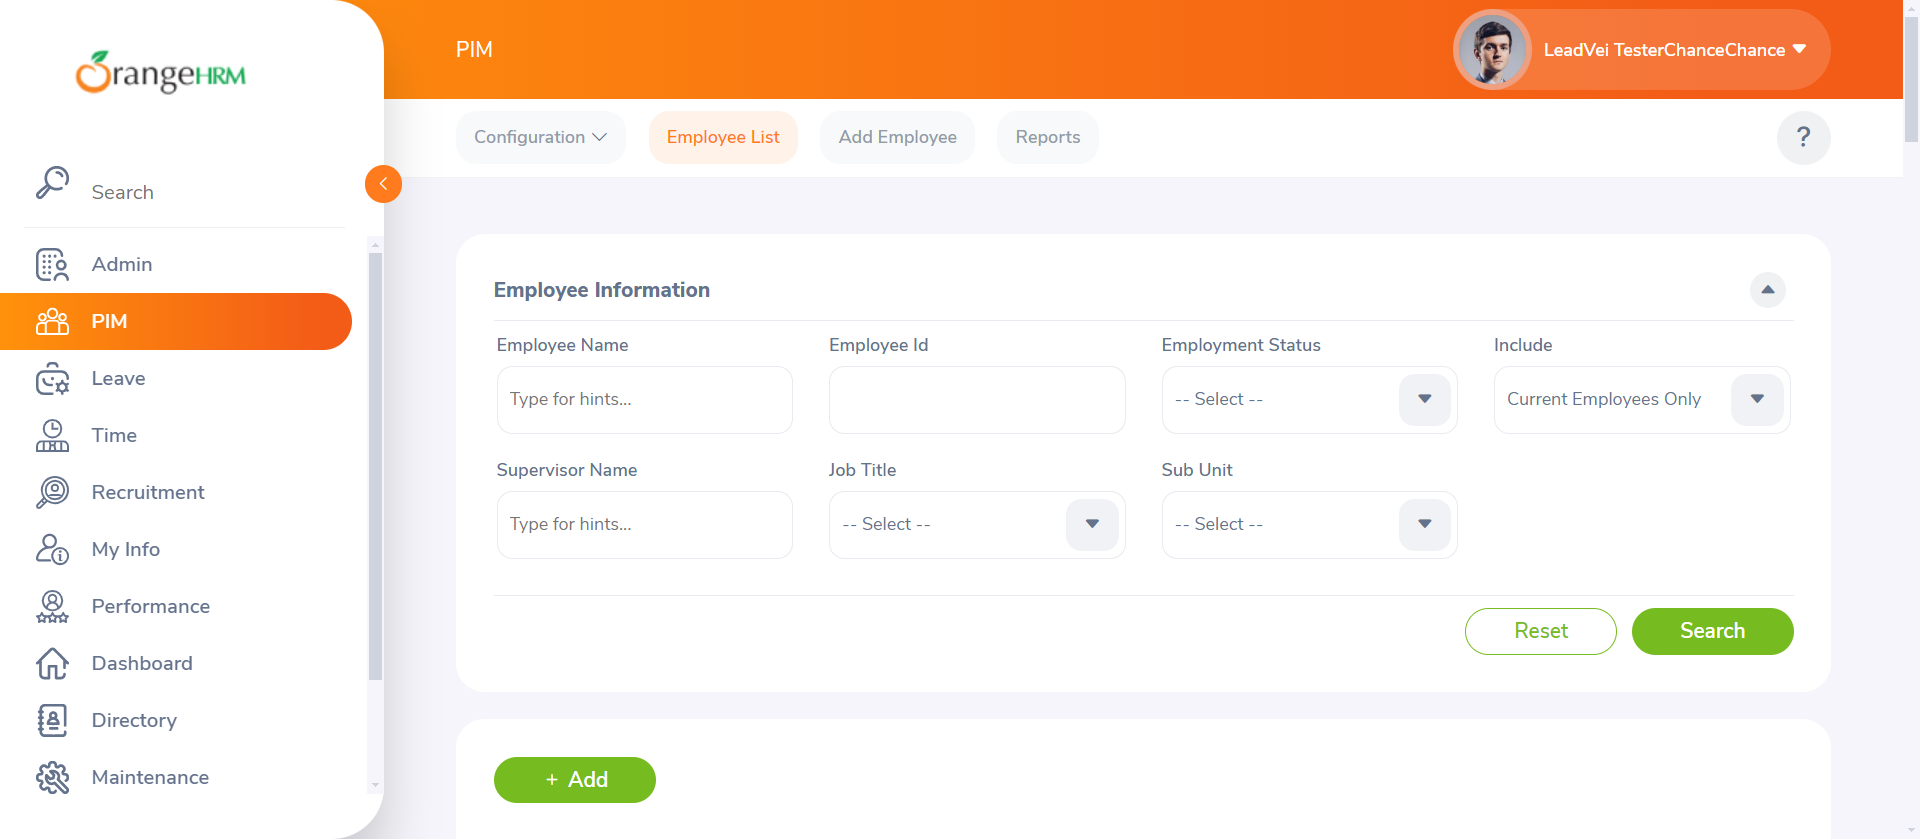 OrangeHRM
Search
Admin
PIM
Leave
Time
Recruitment
My Info
Performance
Dashboard
Directory
Maintenance
PIM
LeadVei TesterChanceChance
Configuration
Employee List
Add Employee
Reports
?
Employee Information
Employee Name
Employee Id
Employment Status
Include
Type for hints...
-- Select --
Current Employees Only
Supervisor Name
Job Title
Sub Unit
Type for hints...
-- Select --
-- Select --
Reset
Search
+ Add